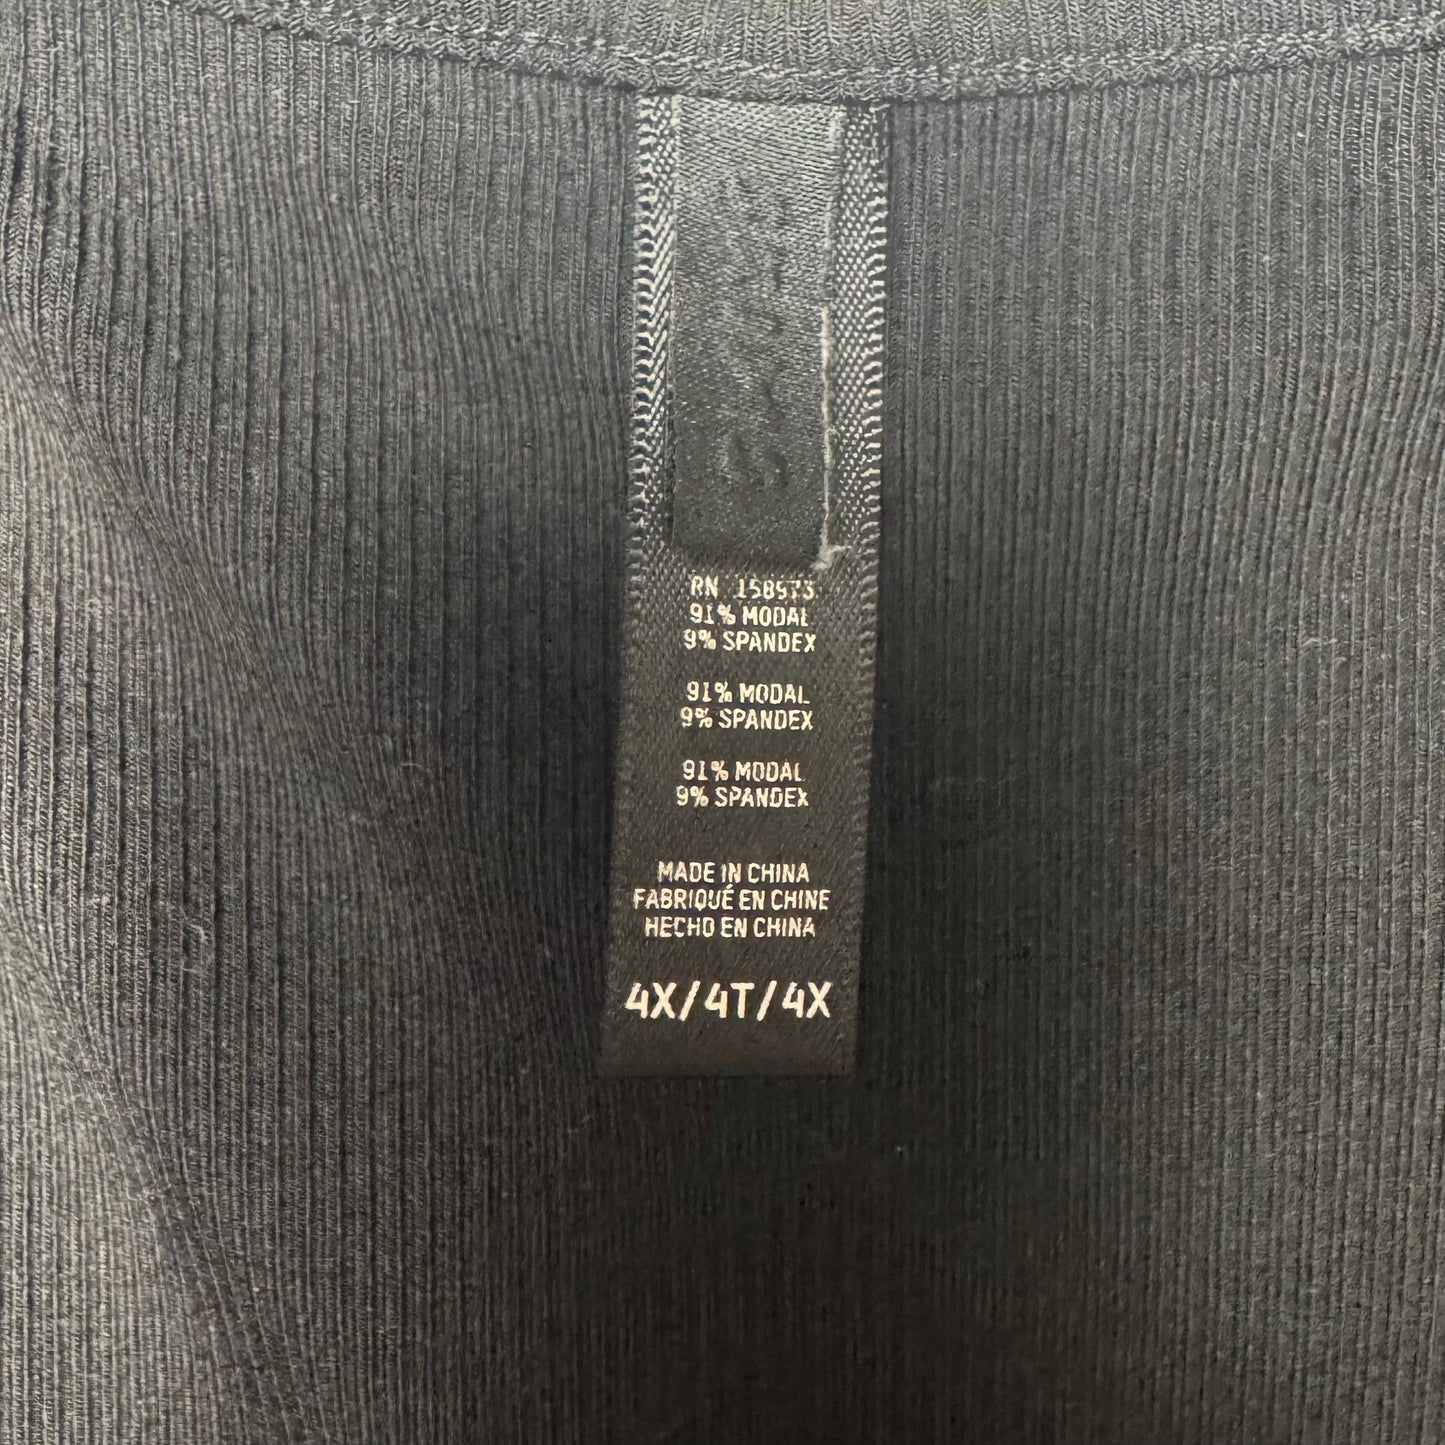 RN 158973
91% MODAL
9% SPANDEX
91% MODAL
9% SPANDEX
91% MODAL
9% SPANDEX
MADE IN CHINA
FABRIQUÉ EN CHINE
HECHO EN CHINA
4X/4T/4X